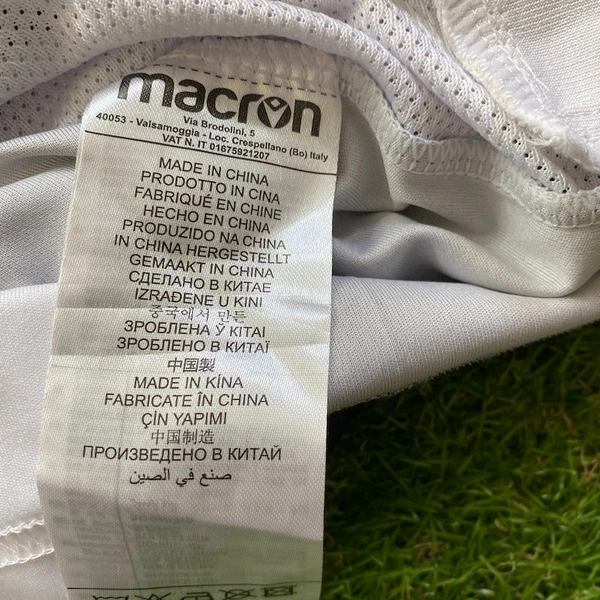 macron
Via Brodolini, 5
40053 - Valsamoggia - Loc. Crespellano (Bo) Italy
VAT N. IT 01675921207
MADE IN CHINA
PRODOTTO IN CINA
FABRIQUÉ EN CHINE
HECHO EN CHINA
PRODUZIDO NA CHINA
IN CHINA HERGESTELLT
GEMAAKT IN CHINA
СДЕЛАНО В КИТАЕ
IZRAĐENE U KINI
중국에서 만든
ЗРОБЛЕНА Ў KITAI
ЗРОБЛЕНО В КИТАЇ
中国製
MADE IN KÍNA
FABRICATE ÎN CHINA
ÇİN YAPIMI
中国制造
ПРОИЗВЕДЕНО В КИТАЙ
صنع في الصين